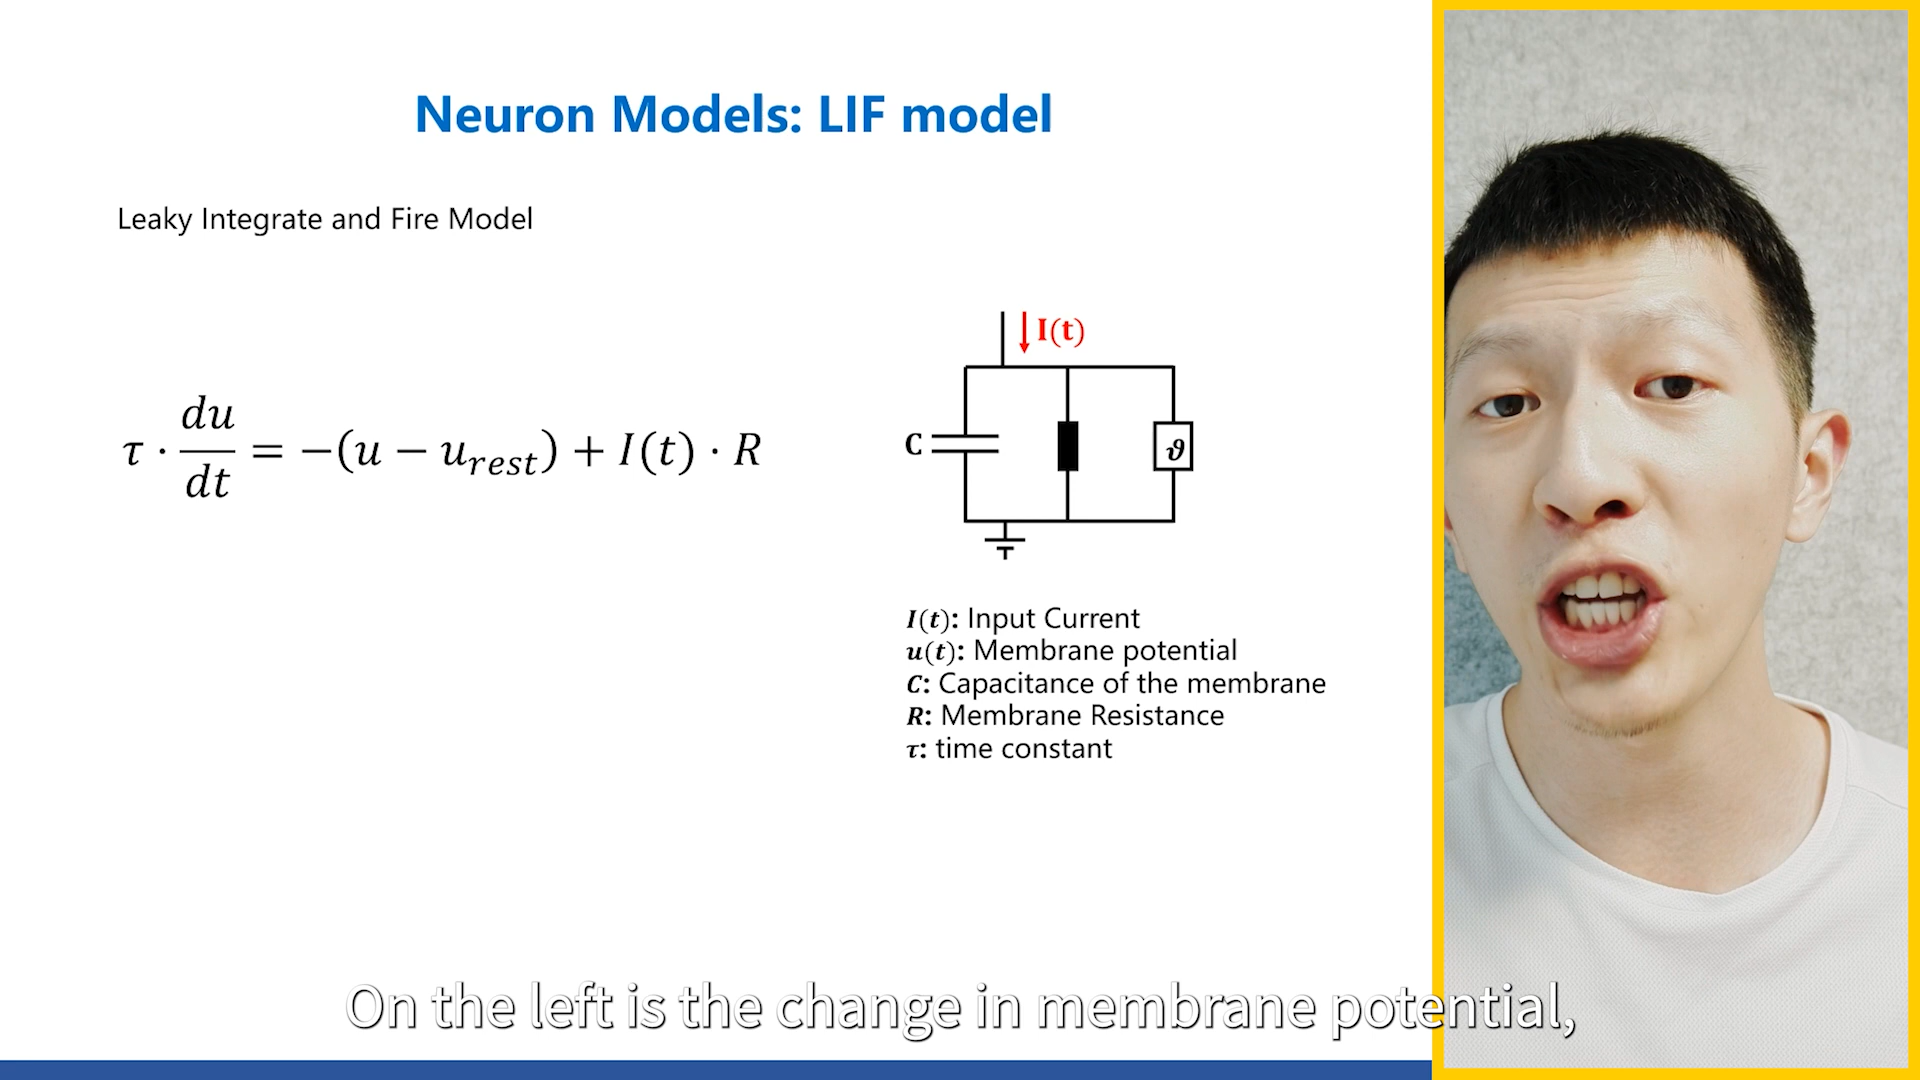 Neuron Models: LIF model
Leaky Integrate and Fire Model
τ · du/dt = −(u − u_rest) + I(t) · R
I(t)
C
ϑ
I(t): Input Current
u(t): Membrane potential
C: Capacitance of the membrane
R: Membrane Resistance
τ: time constant
On the left is the change in membrane potential,